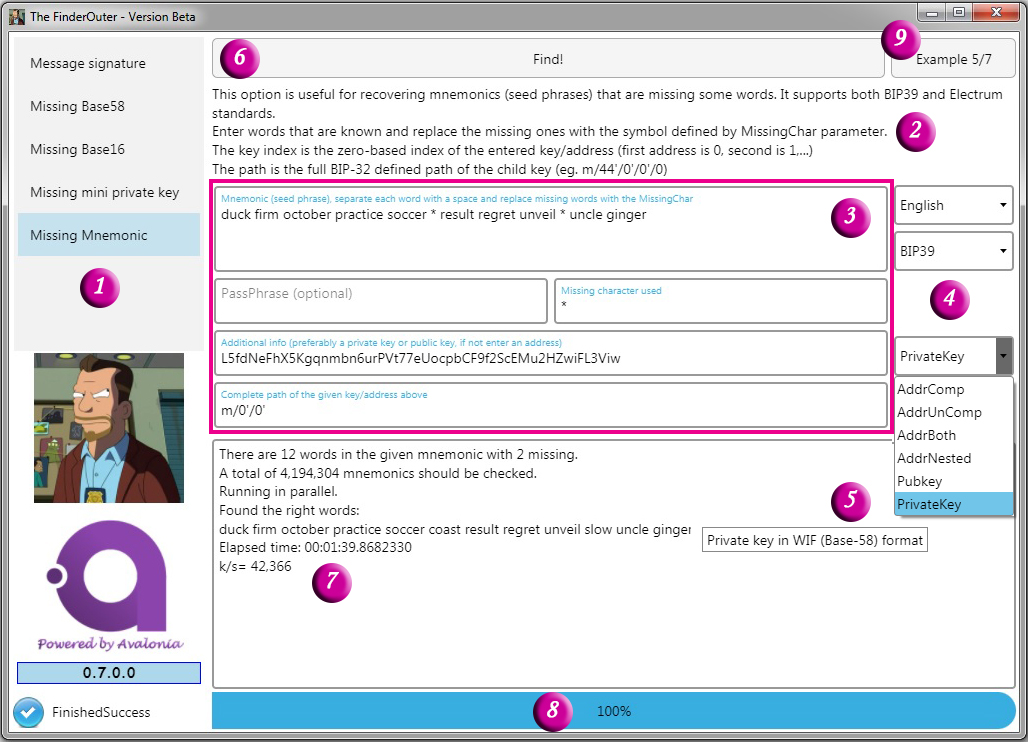 The FinderOuter - Version Beta
Message signature
Missing Base58
Missing Base16
Missing mini private key
Missing Mnemonic
1
Powered by Avalonia
0.7.0.0
FinishedSuccess
6
Find!
9
Example 5/7
This option is useful for recovering mnemonics (seed phrases) that are missing some words. It supports both BIP39 and Electrum
standards.
Enter words that are known and replace the missing ones with the symbol defined by MissingChar parameter.
The key index is the zero-based index of the entered key/address (first address is 0, second is 1,...)
The path is the full BIP-32 defined path of the child key (eg. m/44'/0'/0'/0/0)
2
Mnemonic (seed phrase), separate each word with a space and replace missing words with the MissingChar
duck firm october practice soccer * result regret unveil * uncle ginger
3
English
BIP39
PassPhrase (optional)
Missing character used
*
4
Additional info (preferably a private key or public key, if not enter an address)
L5fdNeFhX5Kgqnmbn6urPVt77eUocpbCF9f2ScEMu2HZwiFL3Viw
PrivateKey
Complete path of the given key/address above
m/0'/0'
AddrComp
AddrUnComp
AddrBoth
AddrNested
Pubkey
PrivateKey
5
Private key in WIF (Base-58) format
There are 12 words in the given mnemonic with 2 missing.
A total of 4,194,304 mnemonics should be checked.
Running in parallel.
Found the right words:
duck firm october practice soccer coast result regret unveil slow uncle ginger
Elapsed time: 00:01:39.8682330
k/s= 42,366
7
8
100%